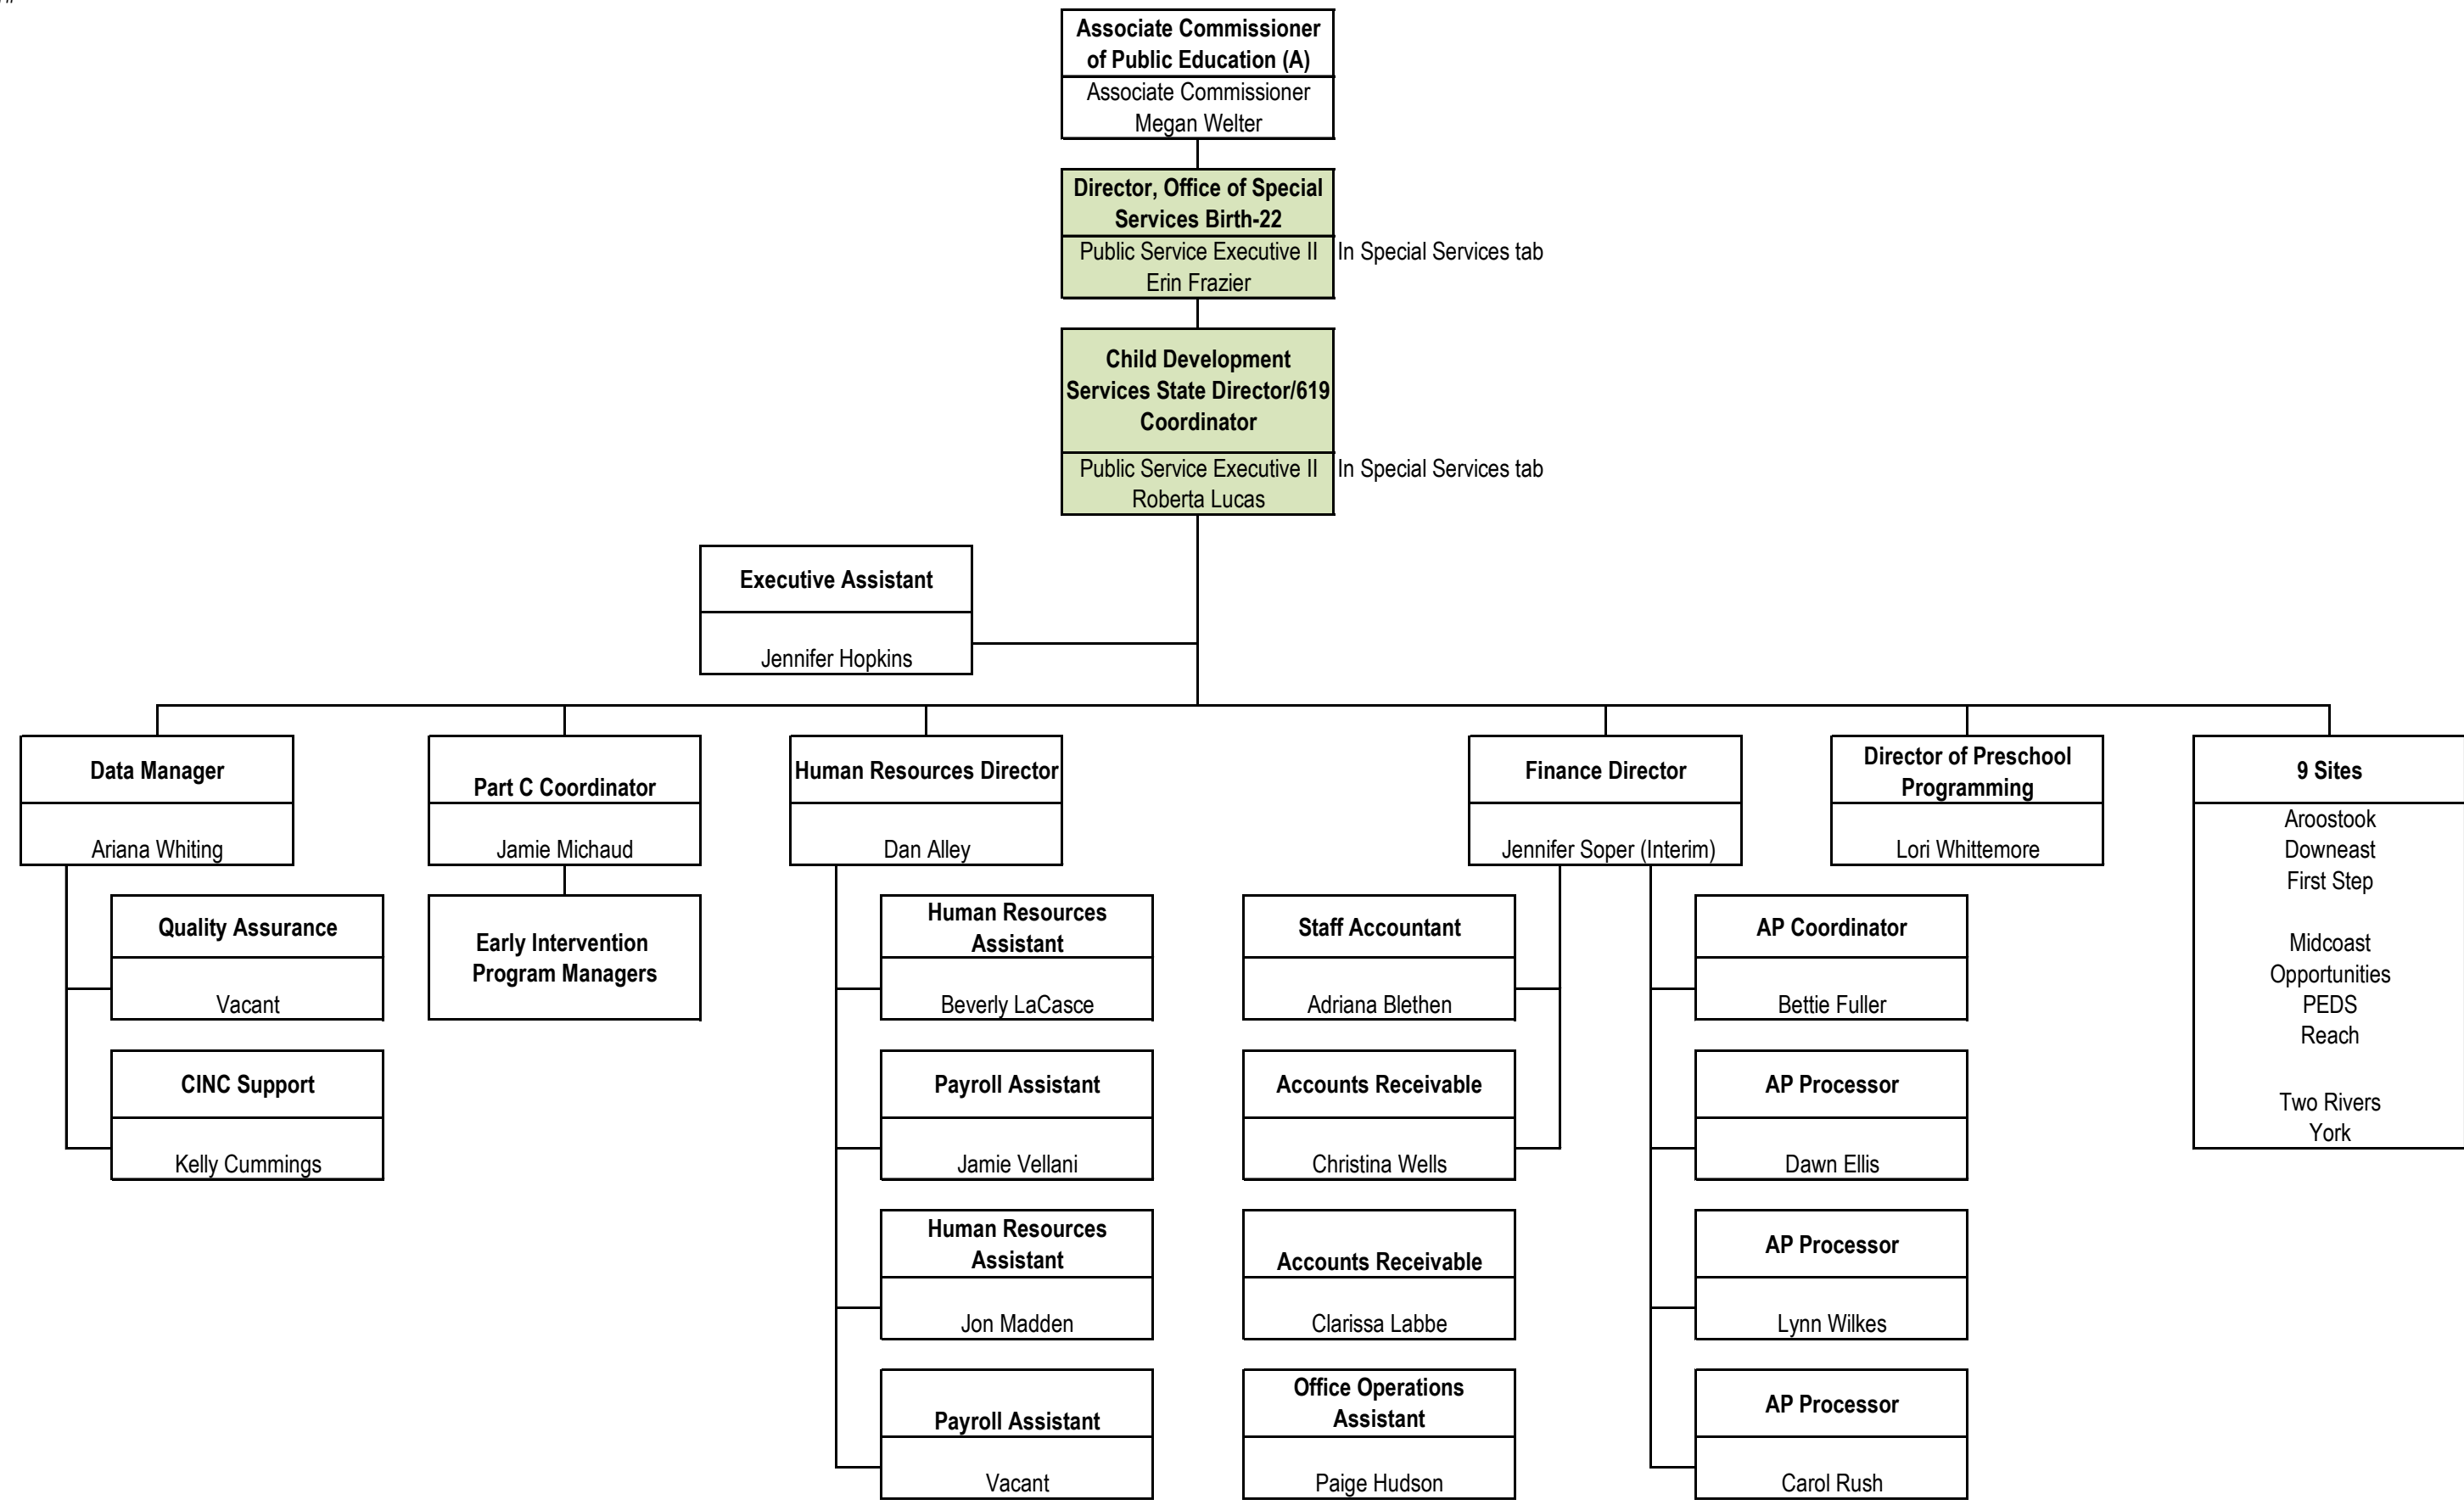 Associate Commissioner
of Public Education (A)
Associate Commissioner
Megan Welter
Director, Office of Special
Services Birth-22
Public Service Executive II
In Special Services tab
Erin Frazier
Child Development
Services State Director/619
Coordinator
Public Service Executive II
In Special Services tab
Roberta Lucas
Executive Assistant
Jennifer Hopkins
Data Manager
Ariana Whiting
Part C Coordinator
Jamie Michaud
Human Resources Director
Dan Alley
Finance Director
Jennifer Soper (Interim)
Director of Preschool
Programming
Lori Whittemore
9 Sites
Aroostook
Downeast
First Step
Midcoast
Opportunities
PEDS
Reach
Two Rivers
York
Quality Assurance
Vacant
Early Intervention
Program Managers
Human Resources
Assistant
Beverly LaCasce
Staff Accountant
Adriana Blethen
AP Coordinator
Bettie Fuller
CINC Support
Kelly Cummings
Payroll Assistant
Jamie Vellani
Accounts Receivable
Christina Wells
AP Processor
Dawn Ellis
Human Resources
Assistant
Jon Madden
Accounts Receivable
Clarissa Labbe
AP Processor
Lynn Wilkes
Payroll Assistant
Vacant
Office Operations
Assistant
Paige Hudson
AP Processor
Carol Rush